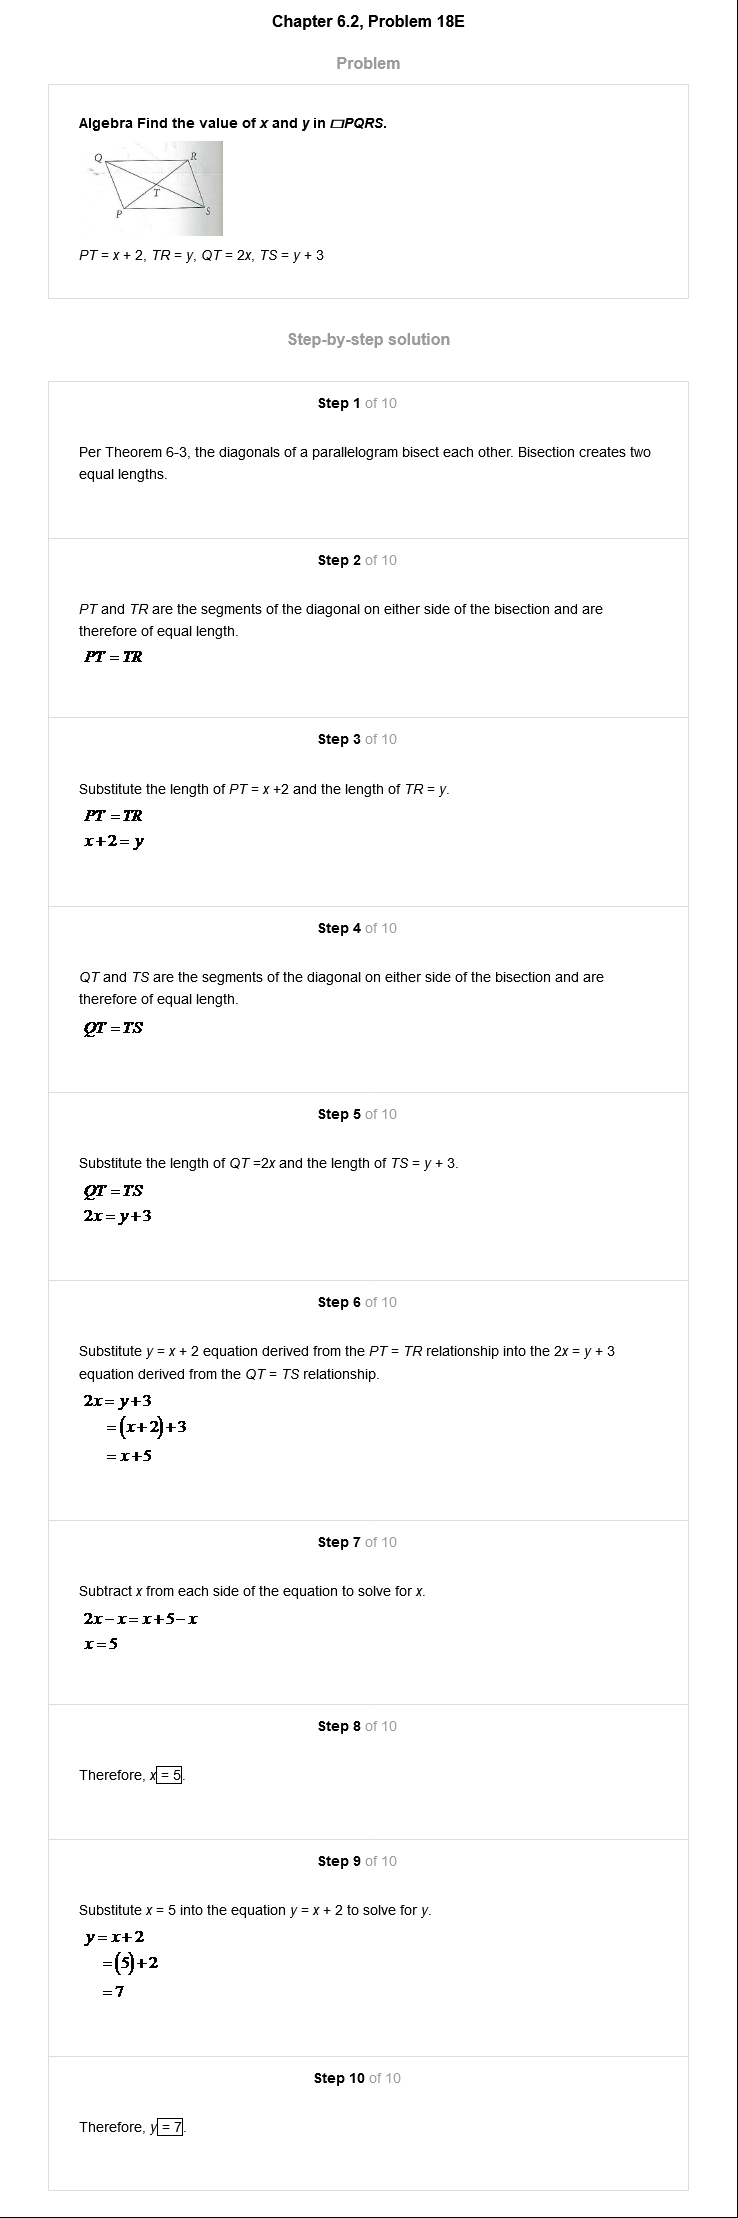 Chapter 6.2, Problem 18E
Problem
Algebra Find the value of x and y in ▱PQRS.
Q
R
T
P
S
PT = x + 2, TR = y, QT = 2x, TS = y + 3
Step-by-step solution
Step 1 of 10
Per Theorem 6-3, the diagonals of a parallelogram bisect each other. Bisection creates two
equal lengths.
Step 2 of 10
PT and TR are the segments of the diagonal on either side of the bisection and are
therefore of equal length.
PT = TR
Step 3 of 10
Substitute the length of PT = x +2 and the length of TR = y.
PT = TR
x+2 = y
Step 4 of 10
QT and TS are the segments of the diagonal on either side of the bisection and are
therefore of equal length.
QT = TS
Step 5 of 10
Substitute the length of QT =2x and the length of TS = y + 3.
QT = TS
2x = y+3
Step 6 of 10
Substitute y = x + 2 equation derived from the PT = TR relationship into the 2x = y + 3
equation derived from the QT = TS relationship.
2x = y+3
= (x+2)+3
= x+5
Step 7 of 10
Subtract x from each side of the equation to solve for x.
2x − x = x+5−x
x = 5
Step 8 of 10
Therefore, x = 5.
Step 9 of 10
Substitute x = 5 into the equation y = x + 2 to solve for y.
y = x+2
= (5)+2
= 7
Step 10 of 10
Therefore, y = 7.